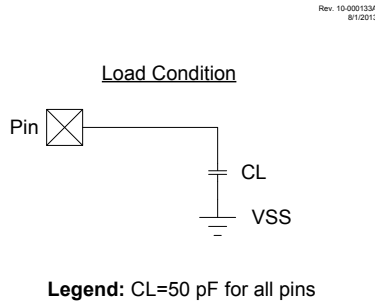 Rev. 10-000133A
8/1/2013
Load Condition
Pin
CL
VSS
Legend: CL=50 pF for all pins